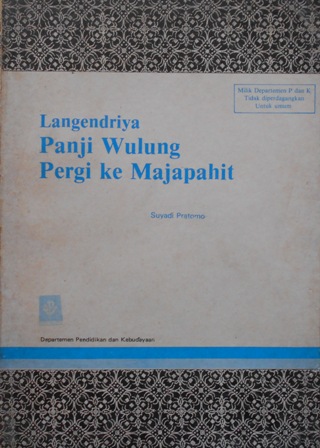 Milik Departemen P dan K
Tidak diperdagangkan
Untuk umum
Langendriya
Panji Wulung
Pergi ke Majapahit
Suyadi Pratomo
Departemen Pendidikan dan Kebudayaan